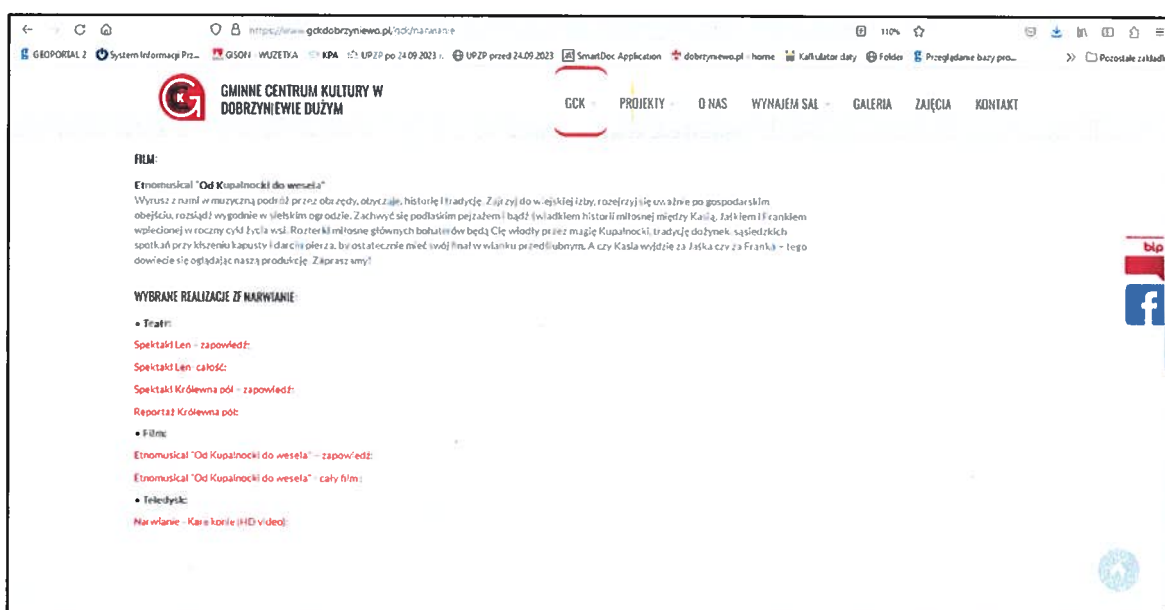 https://www.gckdobrzyniewo.pl/gck/narwianie
110%
GEOPORTAL 2 System Informacji Prz... GISON - WUZETKA KPA UPZP po 24.09.2023 r. UPZP przed 24.09.2023 SmartDoc Application dobrzyniewo.pl - home Kalkulator daty Folder Przeglądanie bazy pro... Pozostałe zakładk
GMINNE CENTRUM KULTURY W
DOBRZYNIEWIE DUŻYM
GCK PROJEKTY O NAS WYNAJEM SAL GALERIA ZAJĘCIA KONTAKT
FILM:
Etnomusical "Od Kupalnocki do wesela"
Wyrusz z nami w muzyczną podróż przez obrzędy, obyczaje, historię i tradycję. Zajrzyj do wiejskiej izby, rozejrzyj się uważnie po gospodarskim
obejściu, rozsiądź wygodnie w sielskim ogrodzie. Zachwyć się podlaskim pejzażem i bądź świadkiem historii miłosnej między Kasią, Jaśkiem i Frankiem
wplecionej w roczny cykl życia wsi. Rozterki miłosne głównych bohaterów będą Cię wiodły przez magię Kupalnocki, tradycję dożynek, sąsiedzkich
spotkań przy kiszeniu kapusty i darciu pierza, by ostatecznie mieć swój finał w wianku przedślubnym. A czy Kasia wyjdzie za Jaśka czy za Franka - tego
dowiecie się oglądając naszą produkcję. Zapraszamy!
bip
WYBRANE REALIZACJE ZF NARWIANIE:
• Teatr:
Spektakl Len - zapowiedź:
Spektakl Len - całość:
Spektakl Królewna pól - zapowiedź:
Reportaż Królewna pól:
• Film:
Etnomusical "Od Kupalnocki do wesela" - zapowiedź:
Etnomusical "Od Kupalnocki do wesela" - cały film:
• Teledysk:
Narwianie - Kare konie (HD video):